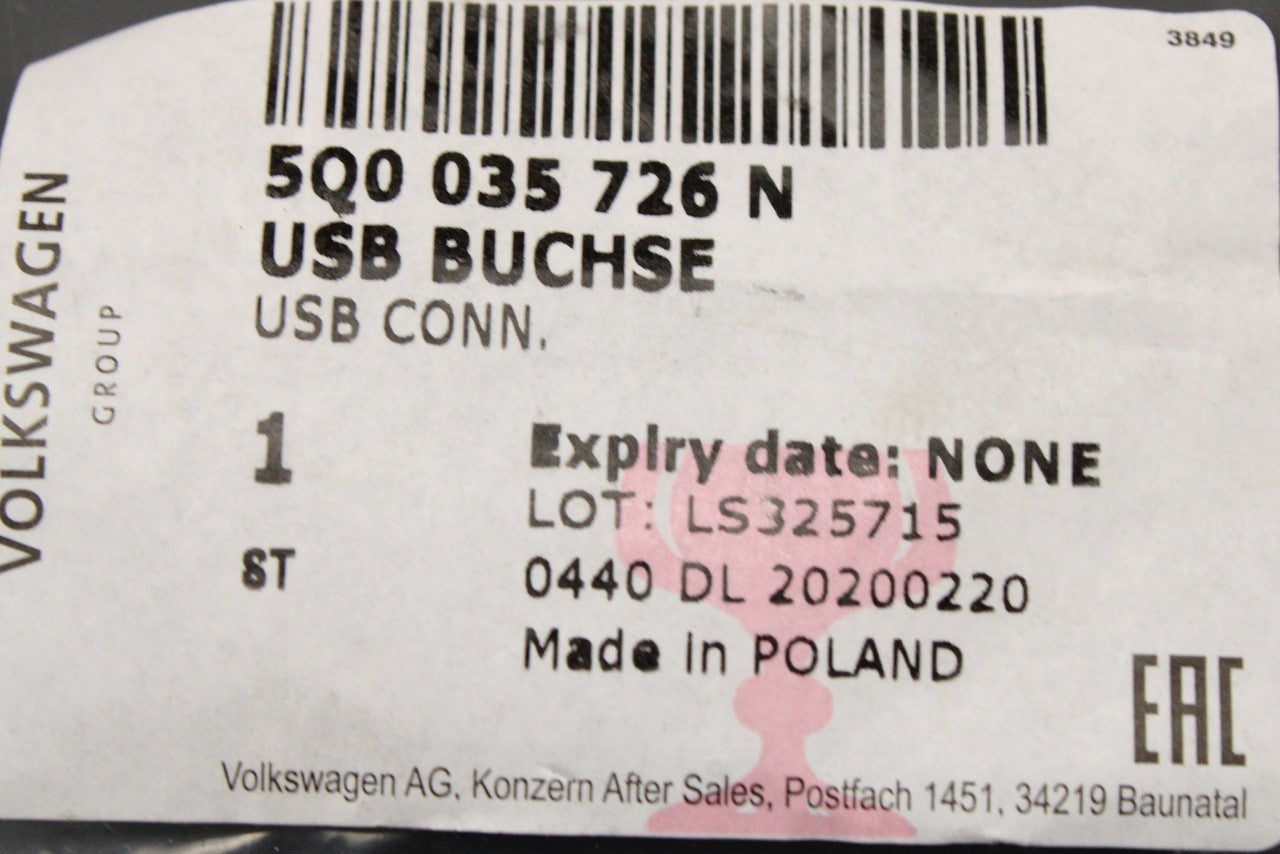 3849
5Q0 035 726 N
USB BUCHSE
USB CONN.
VOLKSWAGEN
GROUP
1
Expiry date: NONE
LOT: LS325715
ST
0440 DL 20200220
Made in POLAND
EAC
Volkswagen AG, Konzern After Sales, Postfach 1451, 34219 Baunatal